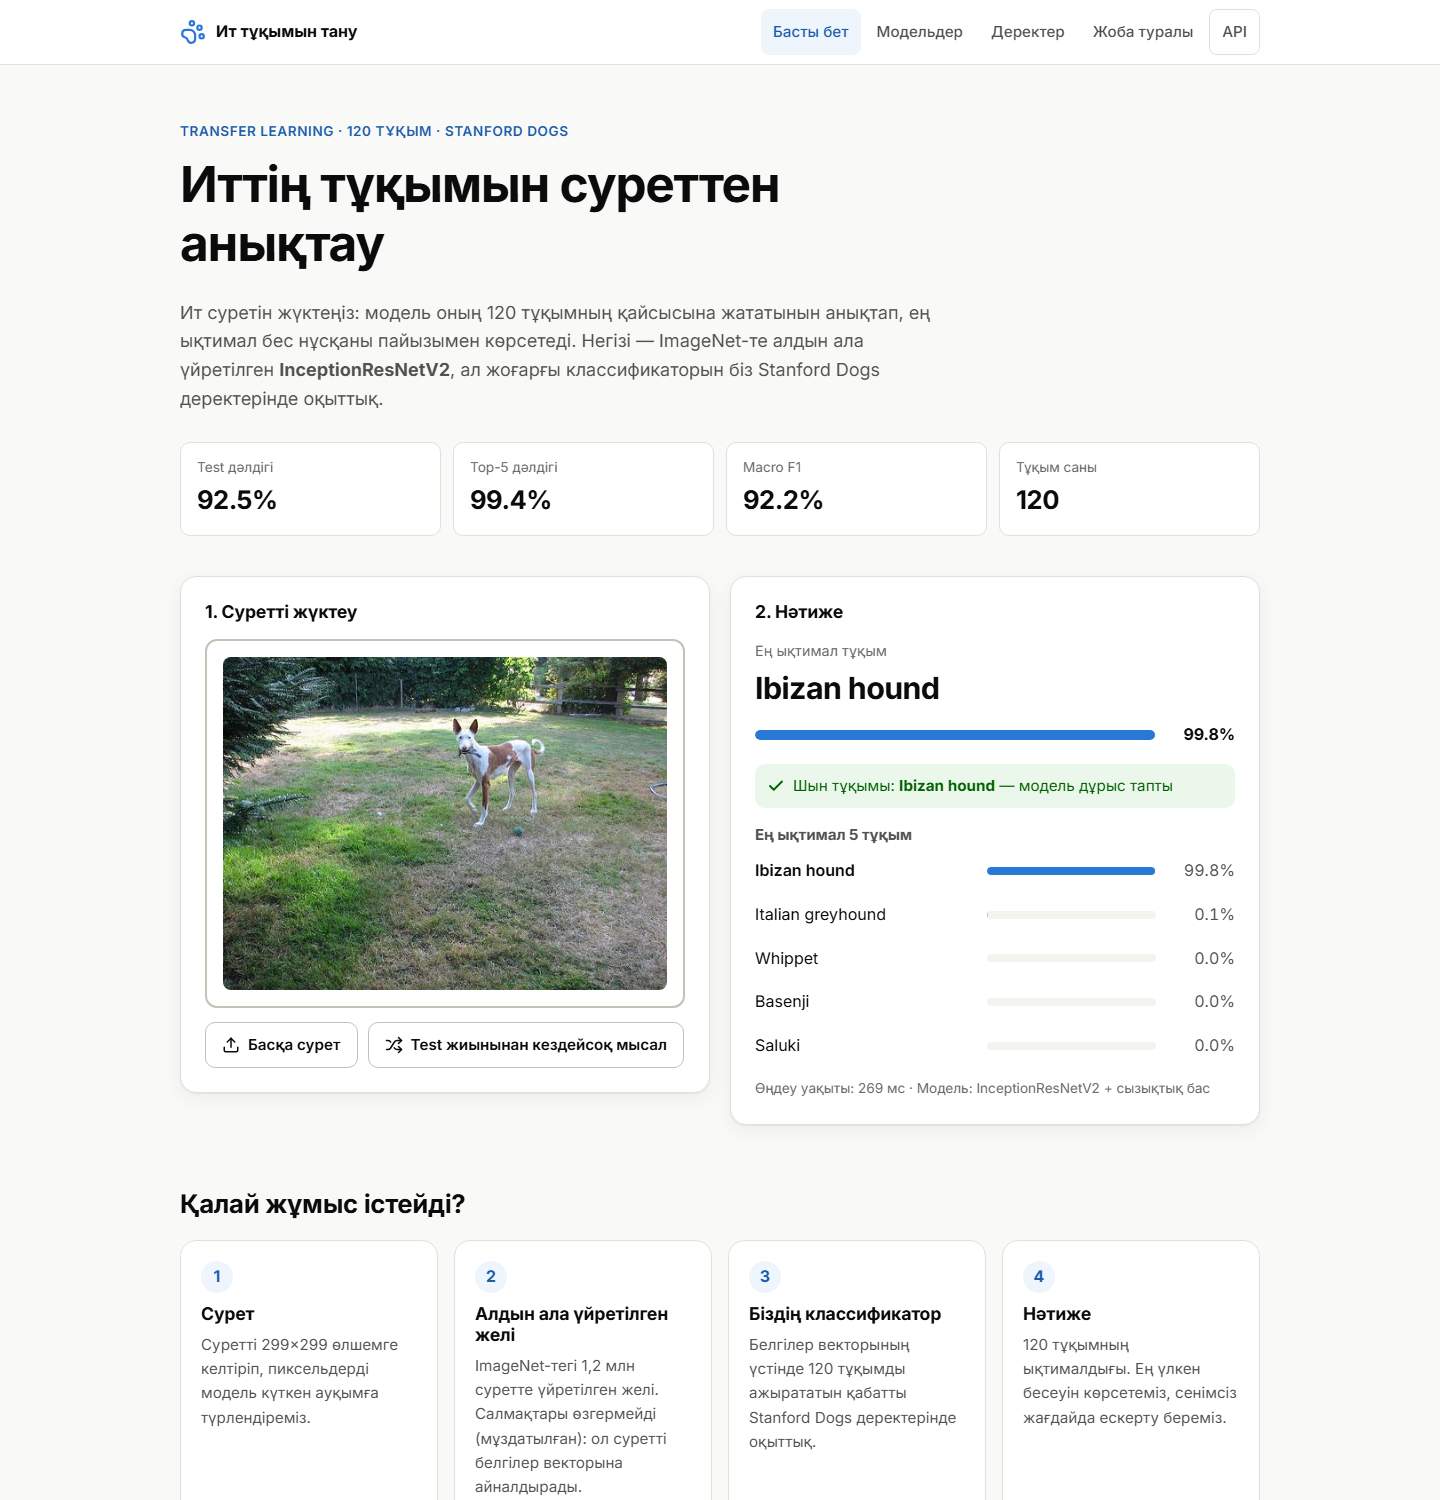 Ит тұқымын тану
Басты бет
Модельдер
Деректер
Жоба туралы
API
TRANSFER LEARNING · 120 ТҰҚЫМ · STANFORD DOGS
Иттің тұқымын суреттен
анықтау
Ит суретін жүктеңіз: модель оның 120 тұқымның қайсысына жататынын анықтап, ең
ықтимал бес нұсқаны пайызымен көрсетеді. Негізі — ImageNet-те алдын ала
үйретілген InceptionResNetV2, ал жоғарғы классификаторын біз Stanford Dogs
деректерінде оқыттық.
Test дәлдігі
92.5%
Top-5 дәлдігі
99.4%
Macro F1
92.2%
Тұқым саны
120
1. Суретті жүктеу
Басқа сурет
Test жиынынан кездейсоқ мысал
2. Нәтиже
Ең ықтимал тұқым
Ibizan hound
99.8%
Шын тұқымы: Ibizan hound — модель дұрыс тапты
Ең ықтимал 5 тұқым
Ibizan hound 99.8%
Italian greyhound 0.1%
Whippet 0.0%
Basenji 0.0%
Saluki 0.0%
Өңдеу уақыты: 269 мс · Модель: InceptionResNetV2 + сызықтық бас
Қалай жұмыс істейді?
1
Сурет
Суретті 299×299 өлшемге
келтіріп, пиксельдерді
модель күткен ауқымға
түрлендіреміз.
2
Алдын ала үйретілген
желі
ImageNet-тегі 1,2 млн
суретте үйретілген желі.
Салмақтары өзгермейді
(мұздатылған): ол суретті
белгілер векторына
айналдырады.
3
Біздің классификатор
Белгілер векторының
үстінде 120 тұқымды
ажырататын қабатты
Stanford Dogs деректерінде
оқыттық.
4
Нәтиже
120 тұқымның
ықтималдығы. Ең үлкен
бесеуін көрсетеміз, сенімсіз
жағдайда ескерту береміз.